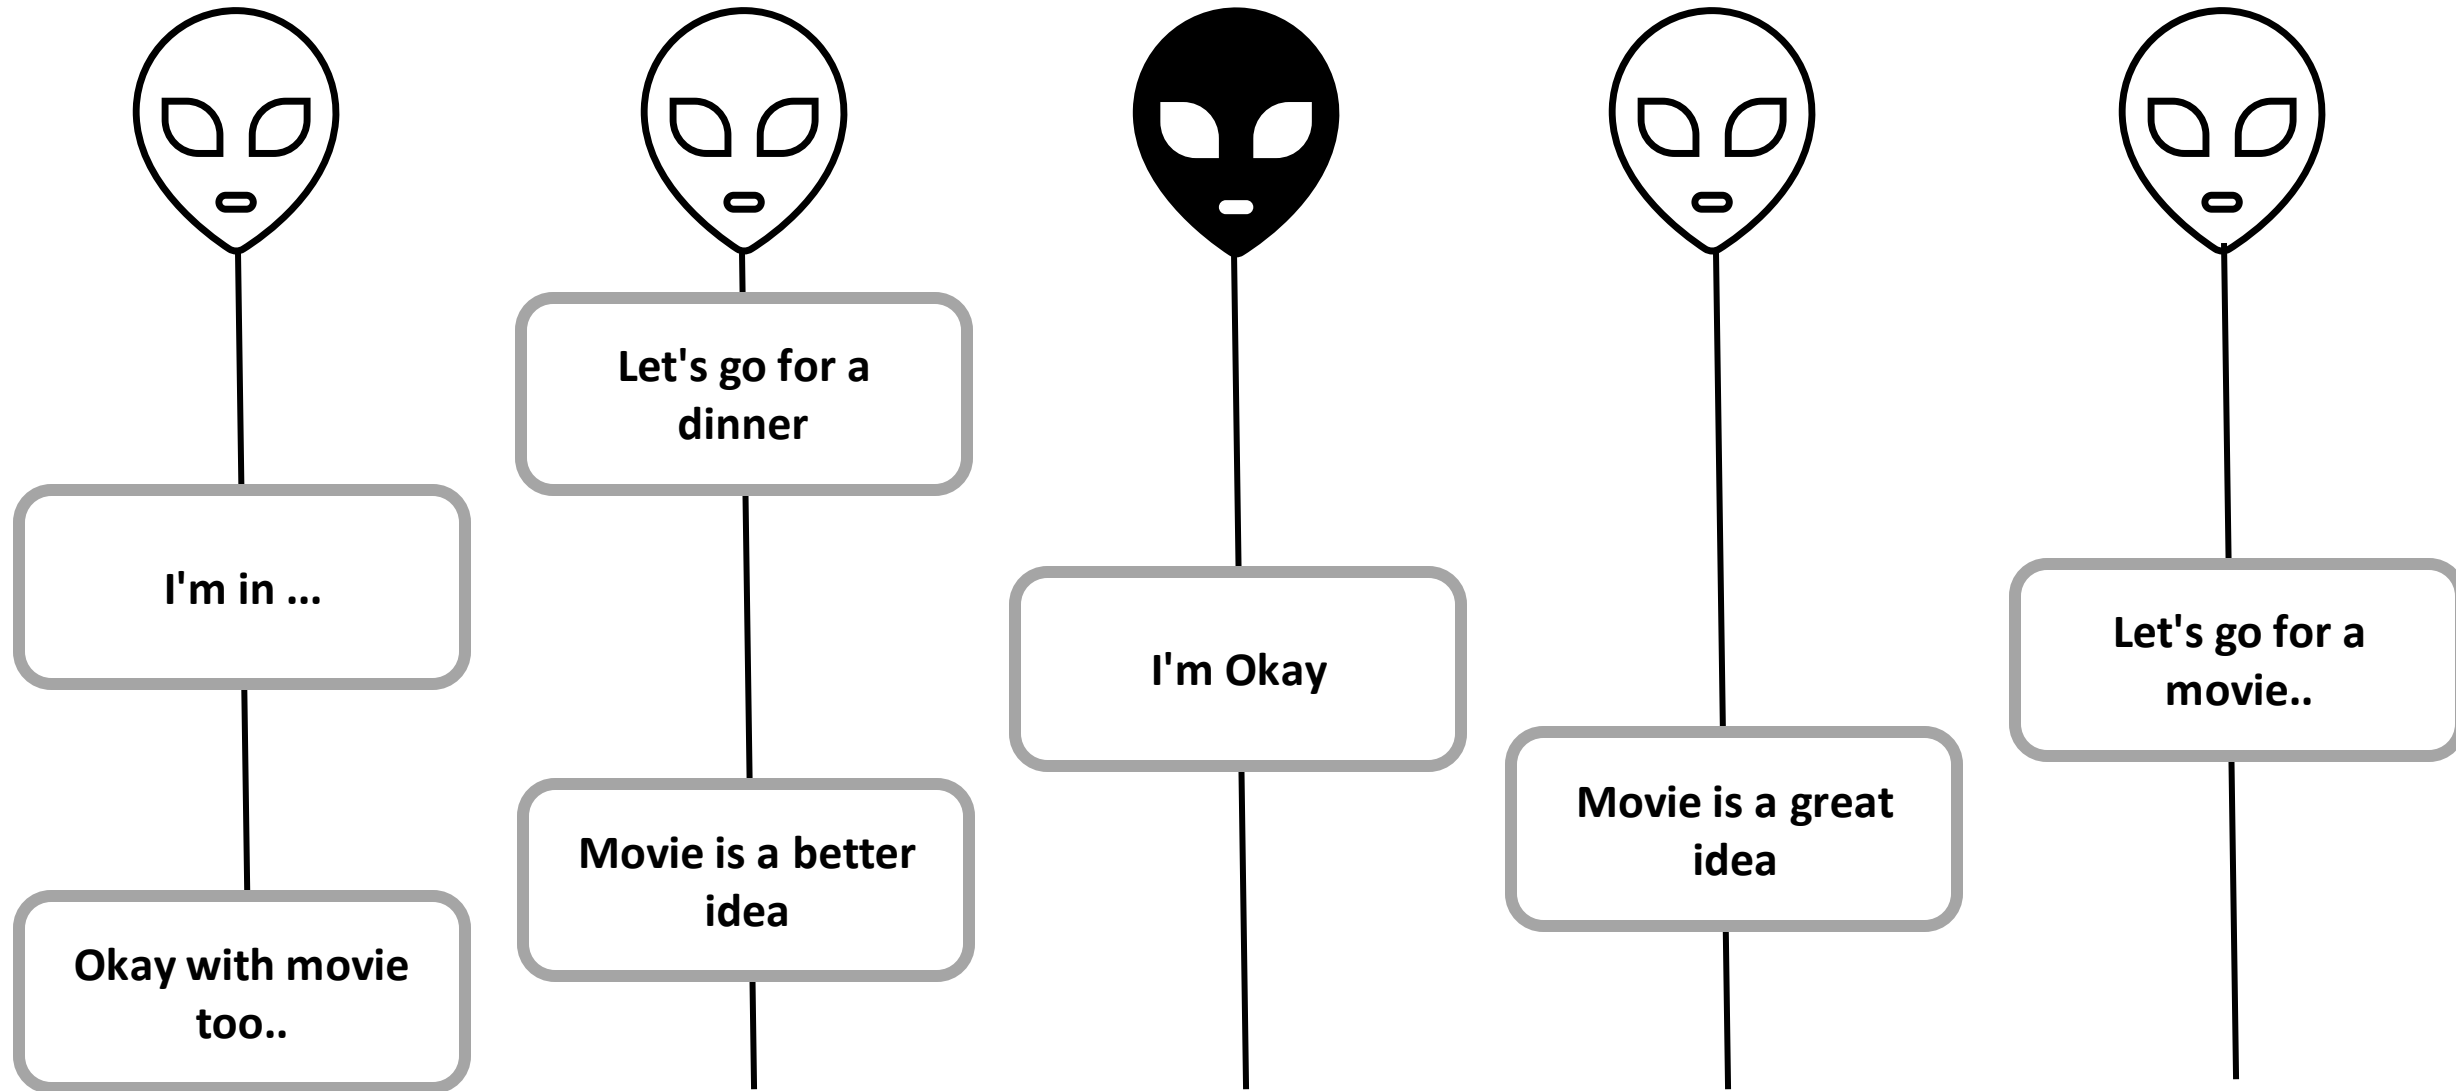 Let's go for a
dinner
I'm in ...
Let's go for a
movie..
I'm Okay
Movie is a great
idea
Movie is a better
idea
Okay with movie
too..